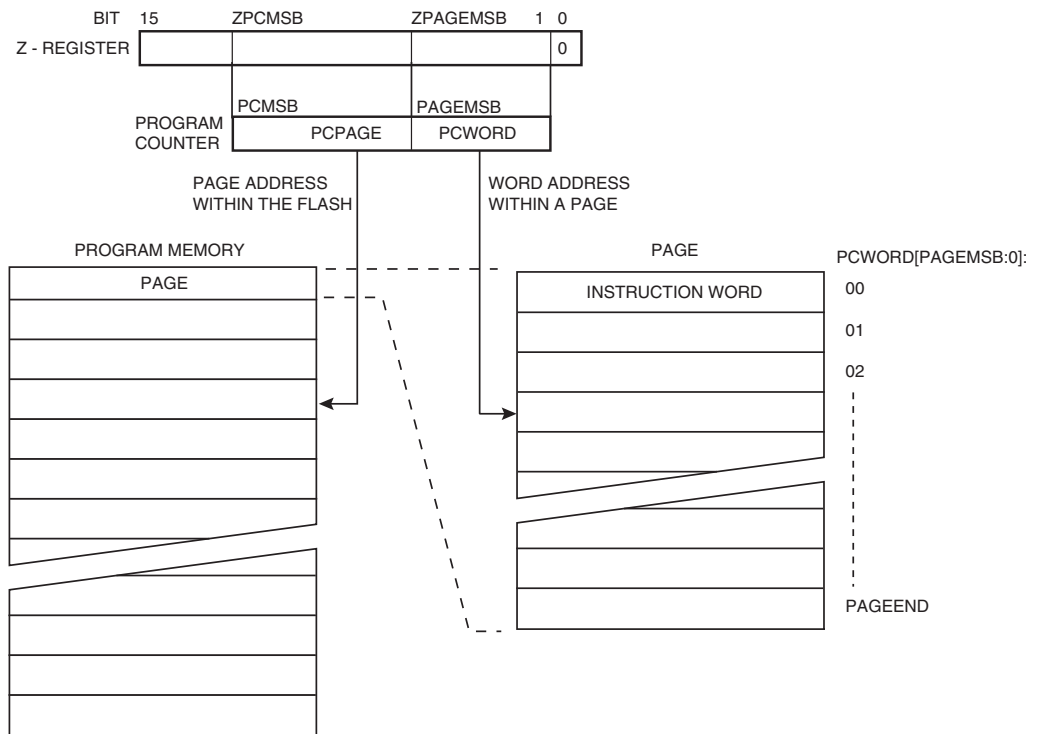 BIT 15 ZPCMSB ZPAGEMSB 1 0
Z - REGISTER 0
PCMSB PAGEMSB
PROGRAM
COUNTER
PCPAGE PCWORD
PAGE ADDRESS
WITHIN THE FLASH
WORD ADDRESS
WITHIN A PAGE
PROGRAM MEMORY
PAGE
PAGE
PCWORD[PAGEMSB:0]:
INSTRUCTION WORD
00
01
02
PAGEEND